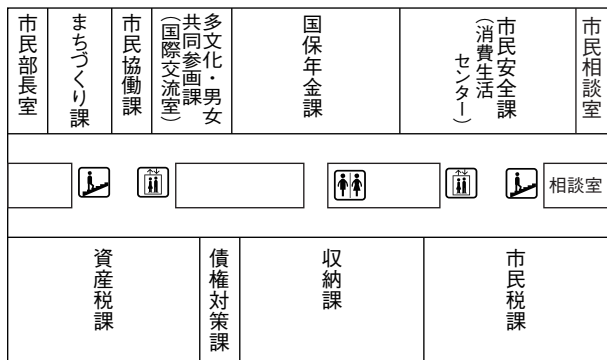 市民部長室
まちづくり課
市民協働課
多文化・男女
共同参画課
（国際交流室）
国保年金課
市民安全課
（消費生活
センター）
市民相談室
相談室
資産税課
債権対策課
収納課
市民税課